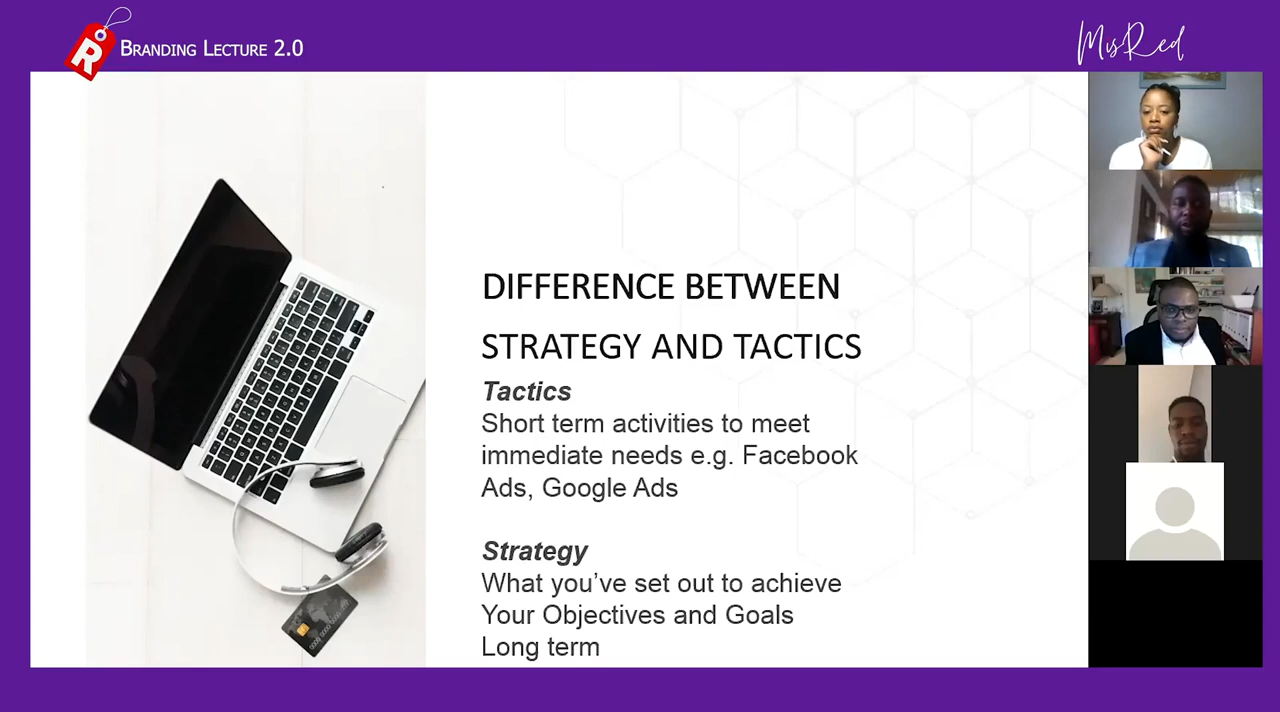 R
BRANDING LECTURE 2.0
MisRed
DIFFERENCE BETWEEN
STRATEGY AND TACTICS
Tactics
Short term activities to meet
immediate needs e.g. Facebook
Ads, Google Ads
Strategy
What you’ve set out to achieve
Your Objectives and Goals
Long term